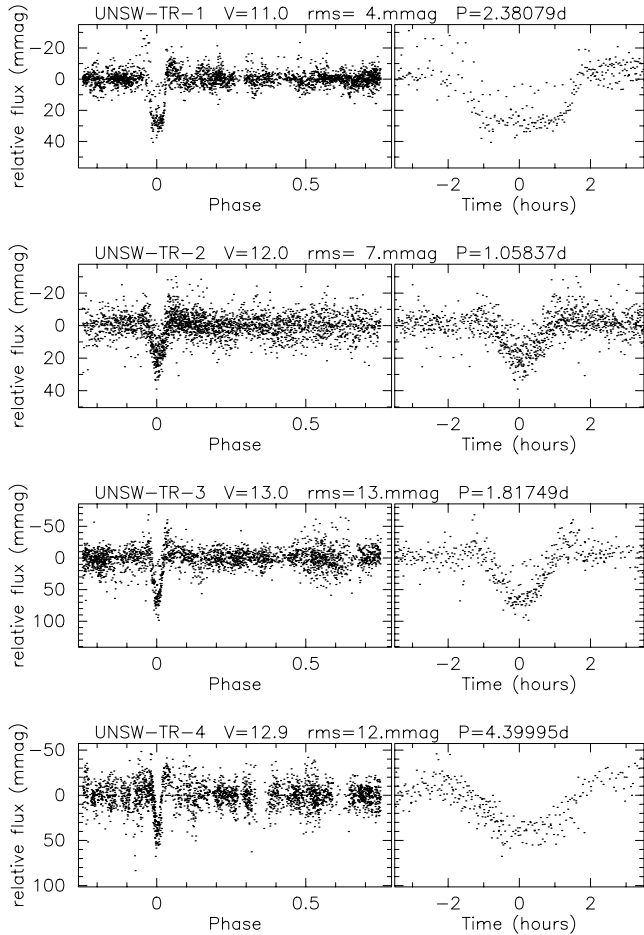 UNSW-TR-1 V=11.0 rms= 4.mmag P=2.38079d
relative flux (mmag)
-20
0
20
40
0 0.5
-2 0 2
Phase
Time (hours)
UNSW-TR-2 V=12.0 rms= 7.mmag P=1.05837d
relative flux (mmag)
-20
0
20
40
0 0.5
-2 0 2
Phase
Time (hours)
UNSW-TR-3 V=13.0 rms=13.mmag P=1.81749d
relative flux (mmag)
-50
0
50
100
0 0.5
-2 0 2
Phase
Time (hours)
UNSW-TR-4 V=12.9 rms=12.mmag P=4.39995d
relative flux (mmag)
-50
0
50
100
0 0.5
-2 0 2
Phase
Time (hours)